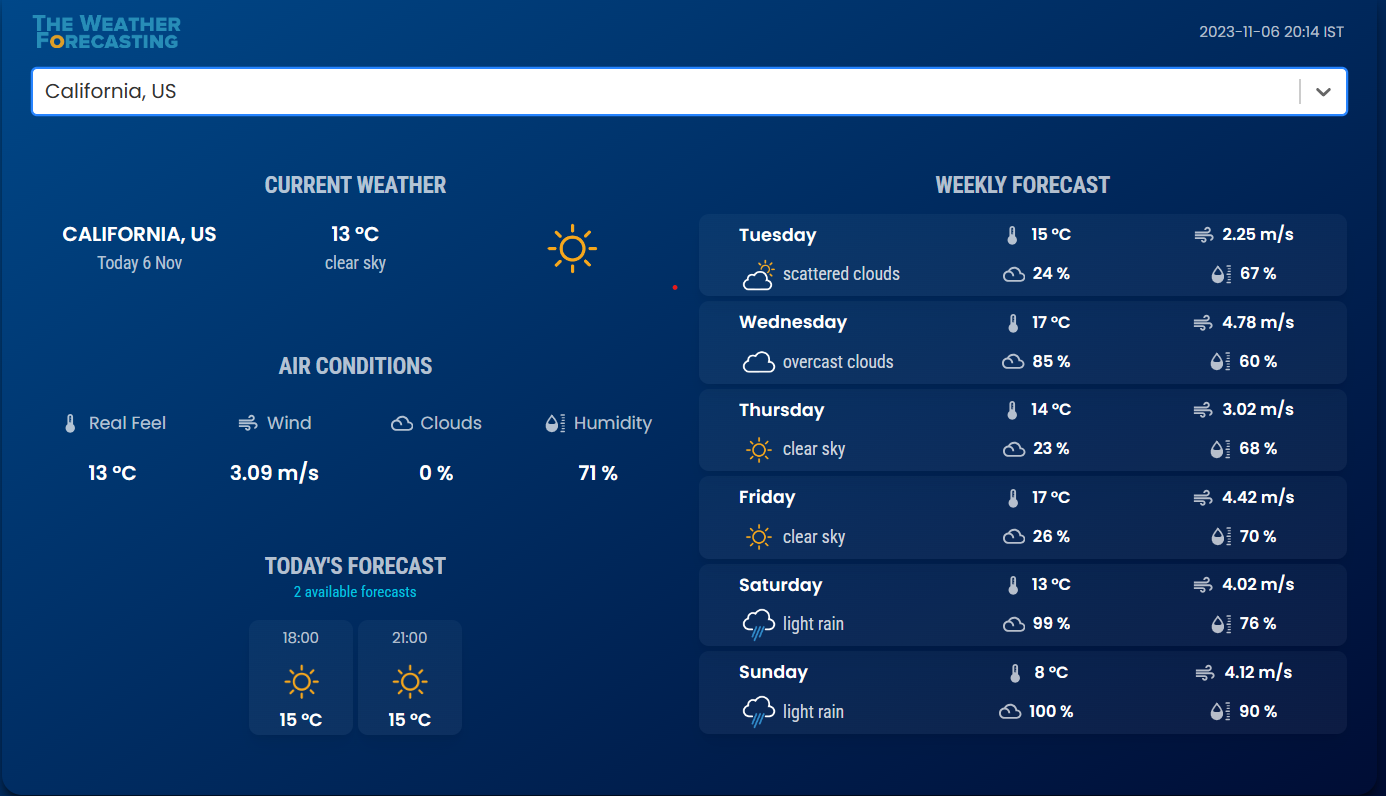 THE WEATHER
FORECASTING
2023-11-06 20:14 IST
California, US
CURRENT WEATHER
CALIFORNIA, US
Today 6 Nov
13 °C
clear sky
AIR CONDITIONS
Real Feel
13 °C
Wind
3.09 m/s
Clouds
0 %
Humidity
71 %
TODAY'S FORECAST
2 available forecasts
18:00
15 °C
21:00
15 °C
WEEKLY FORECAST
Tuesday 15 °C 2.25 m/s
scattered clouds 24 % 67 %
Wednesday 17 °C 4.78 m/s
overcast clouds 85 % 60 %
Thursday 14 °C 3.02 m/s
clear sky 23 % 68 %
Friday 17 °C 4.42 m/s
clear sky 26 % 70 %
Saturday 13 °C 4.02 m/s
light rain 99 % 76 %
Sunday 8 °C 4.12 m/s
light rain 100 % 90 %